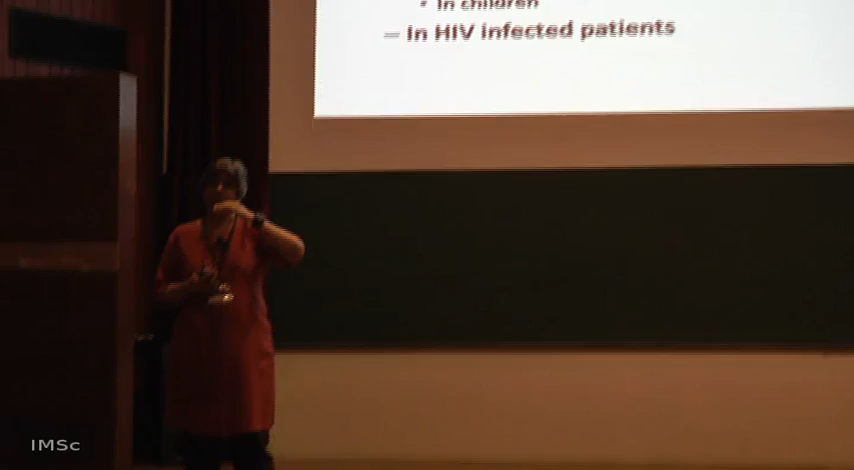 • In children
— In HIV infected patients
IMSc